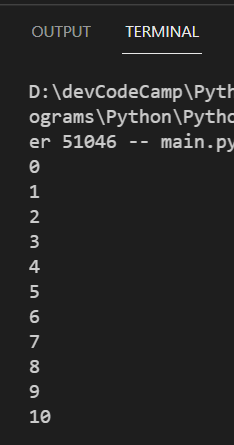 OUTPUT TERMINAL
D:\devCodeCamp\Pyth
ograms\Python\Pytho
er 51046 -- main.py
0
1
2
3
4
5
6
7
8
9
10